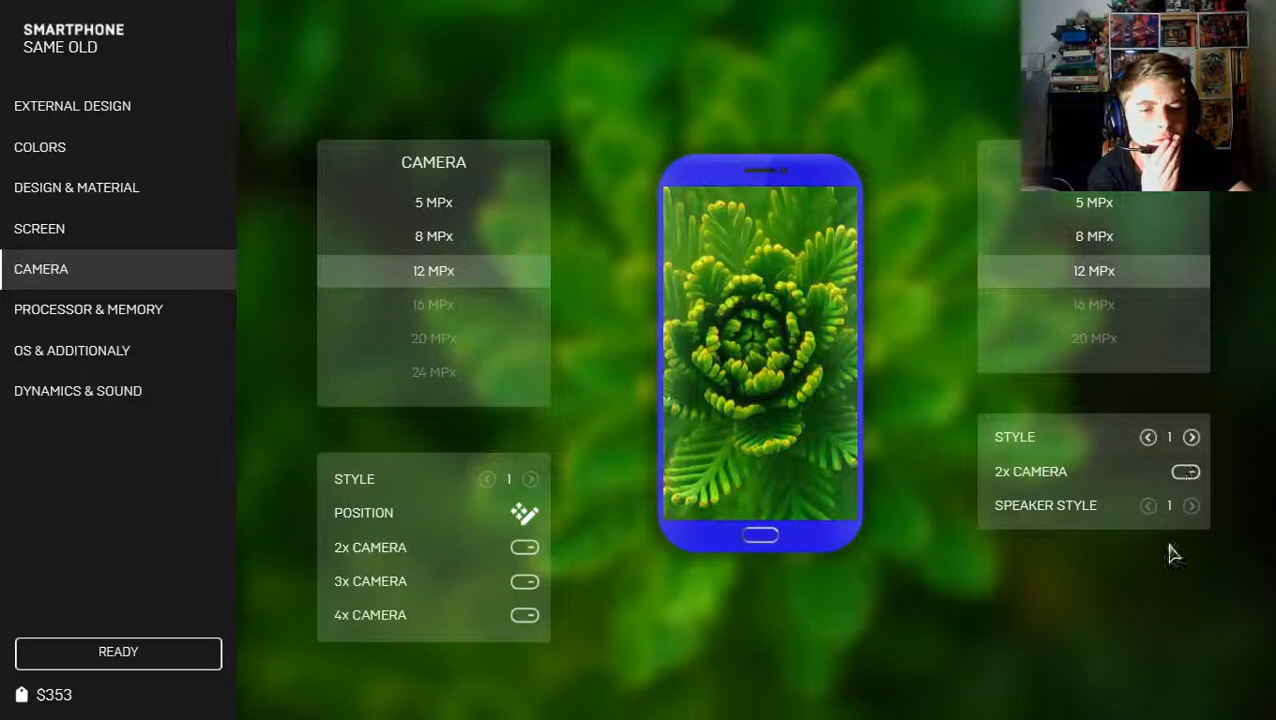 SMARTPHONE
SAME OLD
EXTERNAL DESIGN
COLORS
DESIGN & MATERIAL
SCREEN
CAMERA
PROCESSOR & MEMORY
OS & ADDITIONALY
DYNAMICS & SOUND
READY
$353
CAMERA
5 MPx
8 MPx
12 MPx
16 MPx
20 MPx
24 MPx
STYLE 1
POSITION
2x CAMERA
3x CAMERA
4x CAMERA
5 MPx
8 MPx
12 MPx
16 MPx
20 MPx
STYLE 1
2x CAMERA
SPEAKER STYLE 1